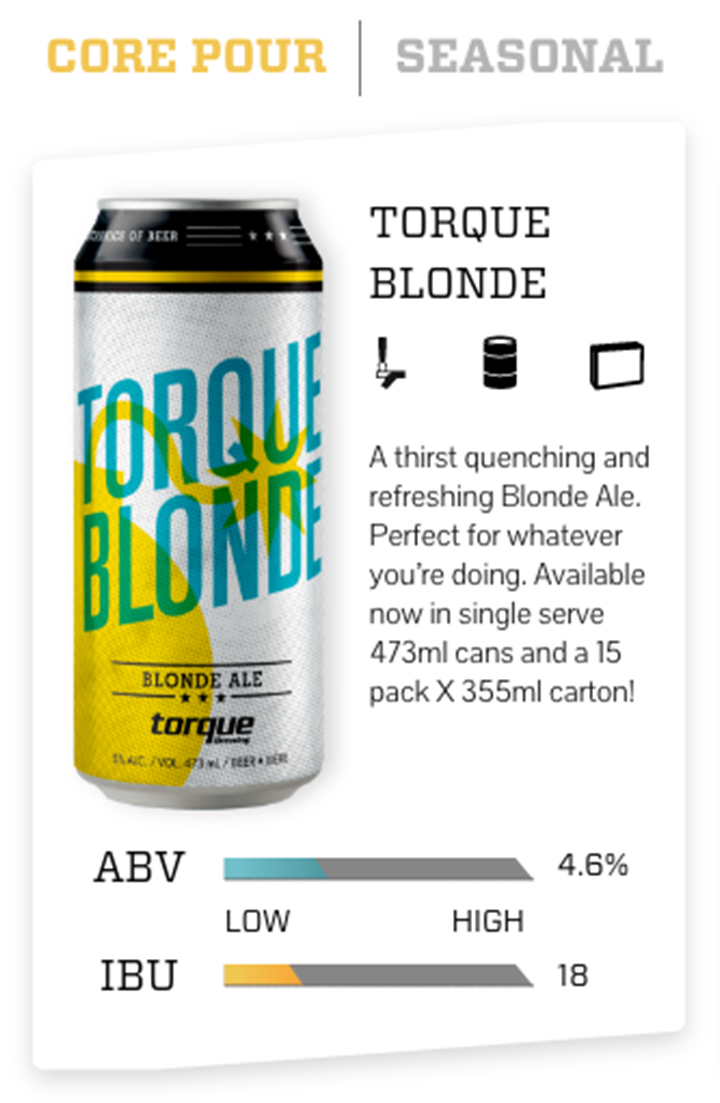 CORE POUR | SEASONAL
OF BEER
TORQUE
BLONDE
BLONDE ALE
torque
Brewing
5% ALC. / VOL. 473 mL / BEER • BIÈRE
TORQUE
BLONDE
A thirst quenching and
refreshing Blonde Ale.
Perfect for whatever
you're doing. Available
now in single serve
473ml cans and a 15
pack X 355ml carton!
ABV 4.6%
LOW HIGH
IBU 18